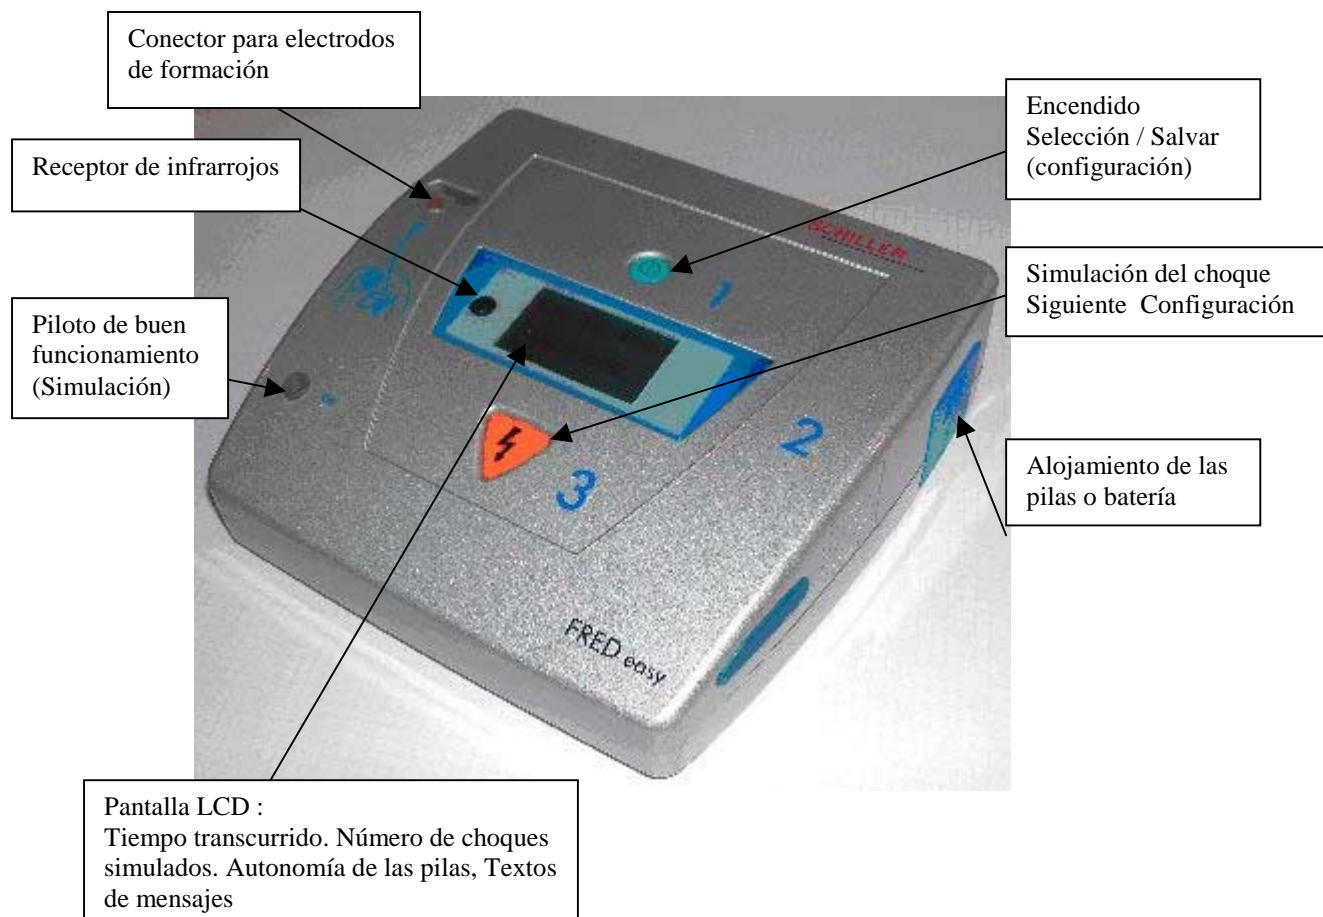 Conector para electrodos
de formación
Receptor de infrarrojos
Piloto de buen
funcionamiento
(Simulación)
Encendido
Selección / Salvar
(configuración)
Simulación del choque
Siguiente Configuración
Alojamiento de las
pilas o batería
SCHILLER
1
2
3
FRED easy
Pantalla LCD :
Tiempo transcurrido. Número de choques
simulados. Autonomía de las pilas, Textos
de mensajes